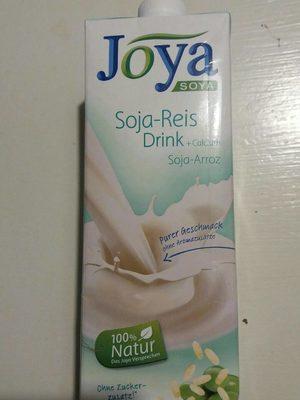 Joya
SOYA
Soja-Reis
Drink +Calcium
Soja-Arroz
Purer Geschmack
ohne Aromazusätze
100%
Natur
Das Joya Versprechen
Ohne Zucker-
zusatz!